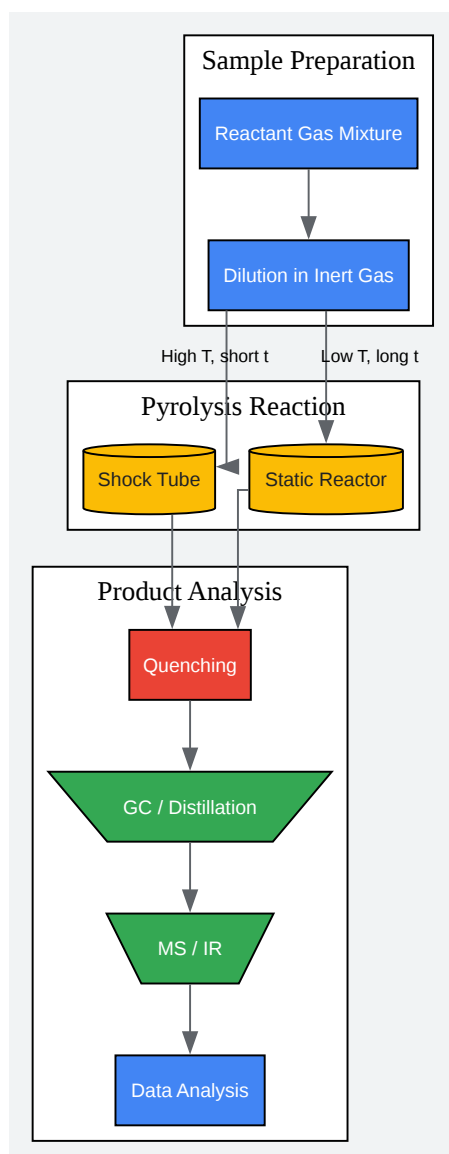 Sample Preparation
Reactant Gas Mixture
Dilution in Inert Gas
High T, short t
Low T, long t
Pyrolysis Reaction
Shock Tube
Static Reactor
Product Analysis
Quenching
GC / Distillation
MS / IR
Data Analysis